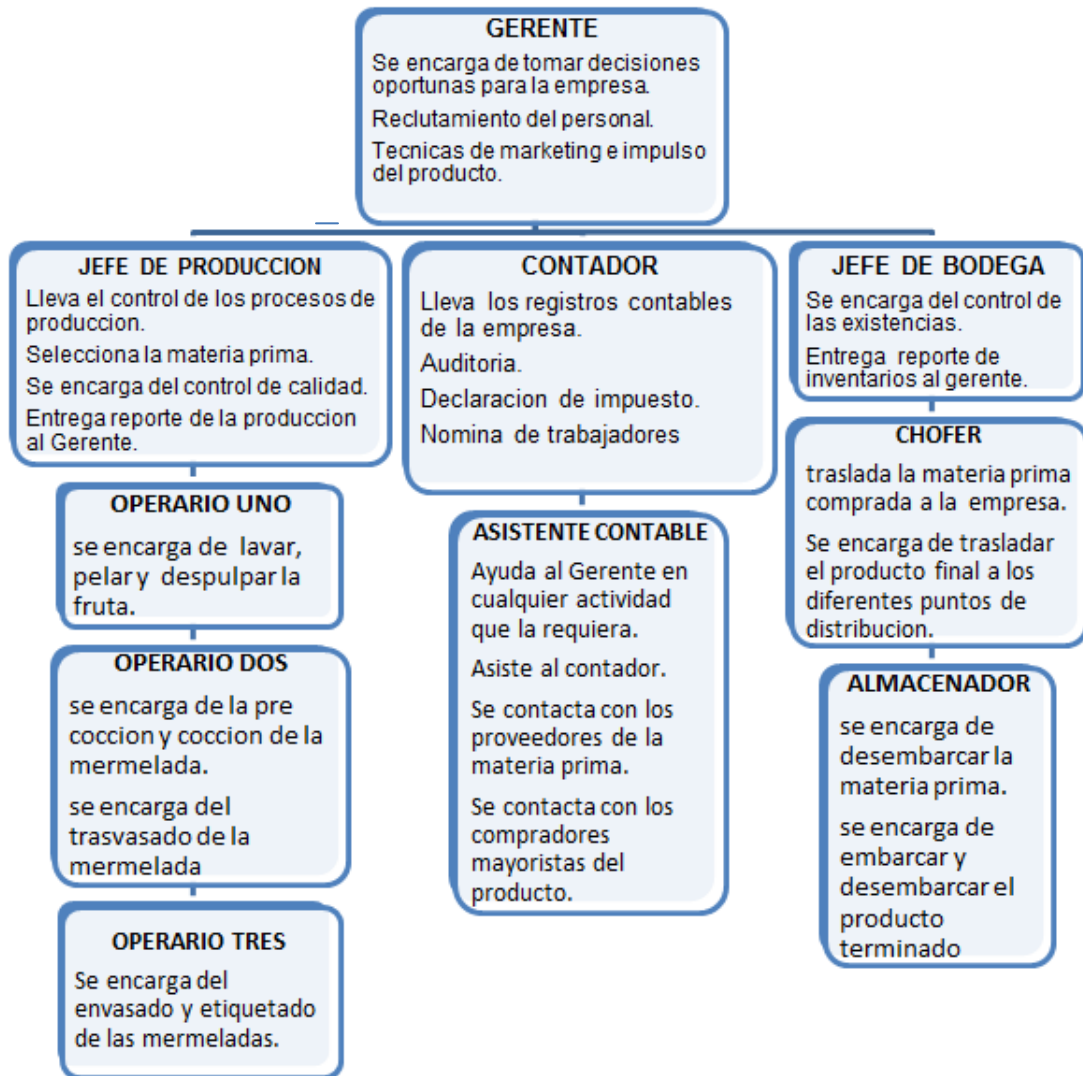 GERENTE
Se encarga de tomar decisiones
oportunas para la empresa.
Reclutamiento del personal.
Tecnicas de marketing e impulso
del producto.
JEFE DE PRODUCCION
Lleva el control de los procesos de
produccion.
Selecciona la materia prima.
Se encarga del control de calidad.
Entrega reporte de la produccion
al Gerente.
OPERARIO UNO
se encarga de lavar,
pelar y despulpar la
fruta.
OPERARIO DOS
se encarga de la pre
coccion y coccion de la
mermelada.
se encarga del
trasvasado de la
mermelada
OPERARIO TRES
Se encarga del
envasado y etiquetado
de las mermeladas.
CONTADOR
Lleva los registros contables
de la empresa.
Auditoria.
Declaracion de impuesto.
Nomina de trabajadores
ASISTENTE CONTABLE
Ayuda al Gerente en
cualquier actividad
que la requiera.
Asiste al contador.
Se contacta con los
proveedores de la
materia prima.
Se contacta con los
compradores
mayoristas del
producto.
JEFE DE BODEGA
Se encarga del control de
las existencias.
Entrega reporte de
inventarios al gerente.
CHOFER
traslada la materia prima
comprada a la empresa.
Se encarga de trasladar
el producto final a los
diferentes puntos de
distribucion.
ALMACENADOR
se encarga de
desembarcar la
materia prima.
se encarga de
embarcar y
desembarcar el
producto
terminado